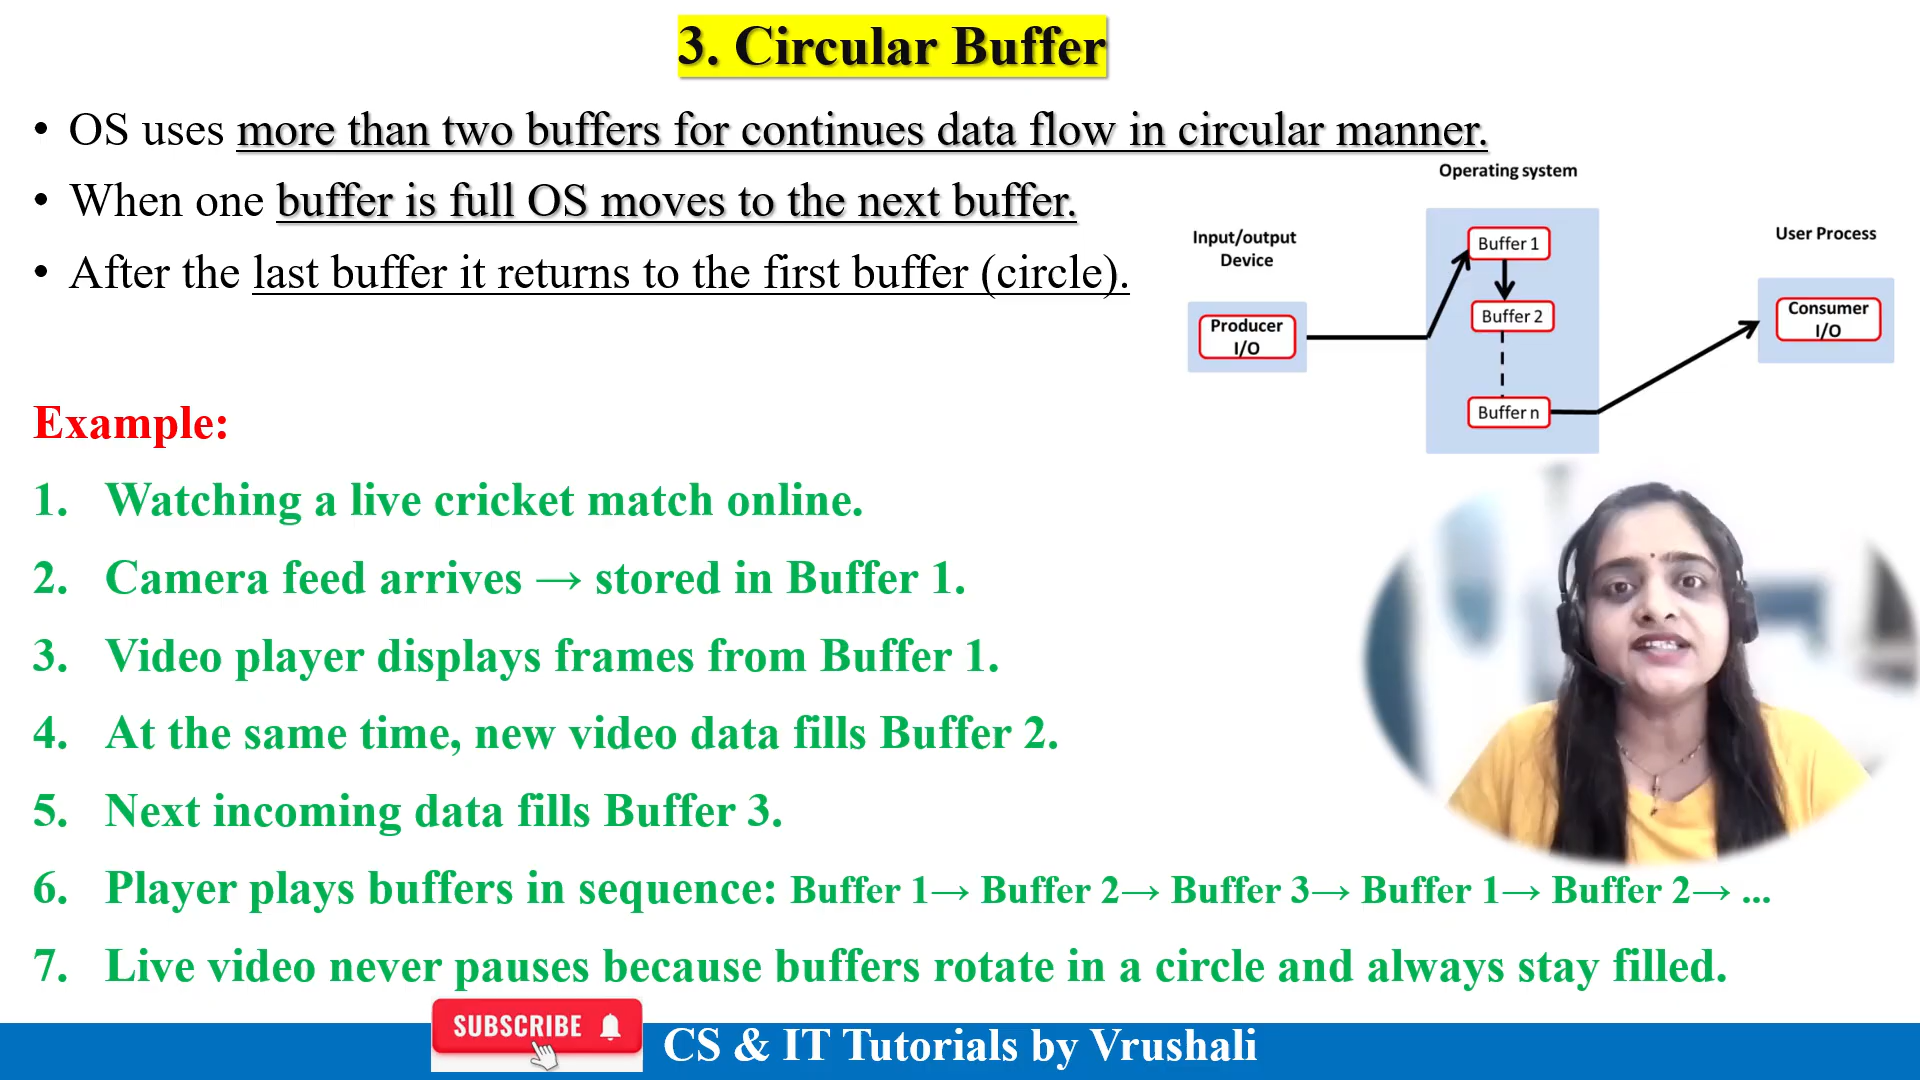 3. Circular Buffer
• OS uses more than two buffers for continues data flow in circular manner.
• When one buffer is full OS moves to the next buffer.
• After the last buffer it returns to the first buffer (circle).
Operating system
Input/output
Device
User Process
Producer
I/O
Buffer 1
Buffer 2
Buffer n
Consumer
I/O
Example:
1. Watching a live cricket match online.
2. Camera feed arrives → stored in Buffer 1.
3. Video player displays frames from Buffer 1.
4. At the same time, new video data fills Buffer 2.
5. Next incoming data fills Buffer 3.
6. Player plays buffers in sequence: Buffer 1→ Buffer 2→ Buffer 3→ Buffer 1→ Buffer 2→ ...
7. Live video never pauses because buffers rotate in a circle and always stay filled.
SUBSCRIBE
CS & IT Tutorials by Vrushali